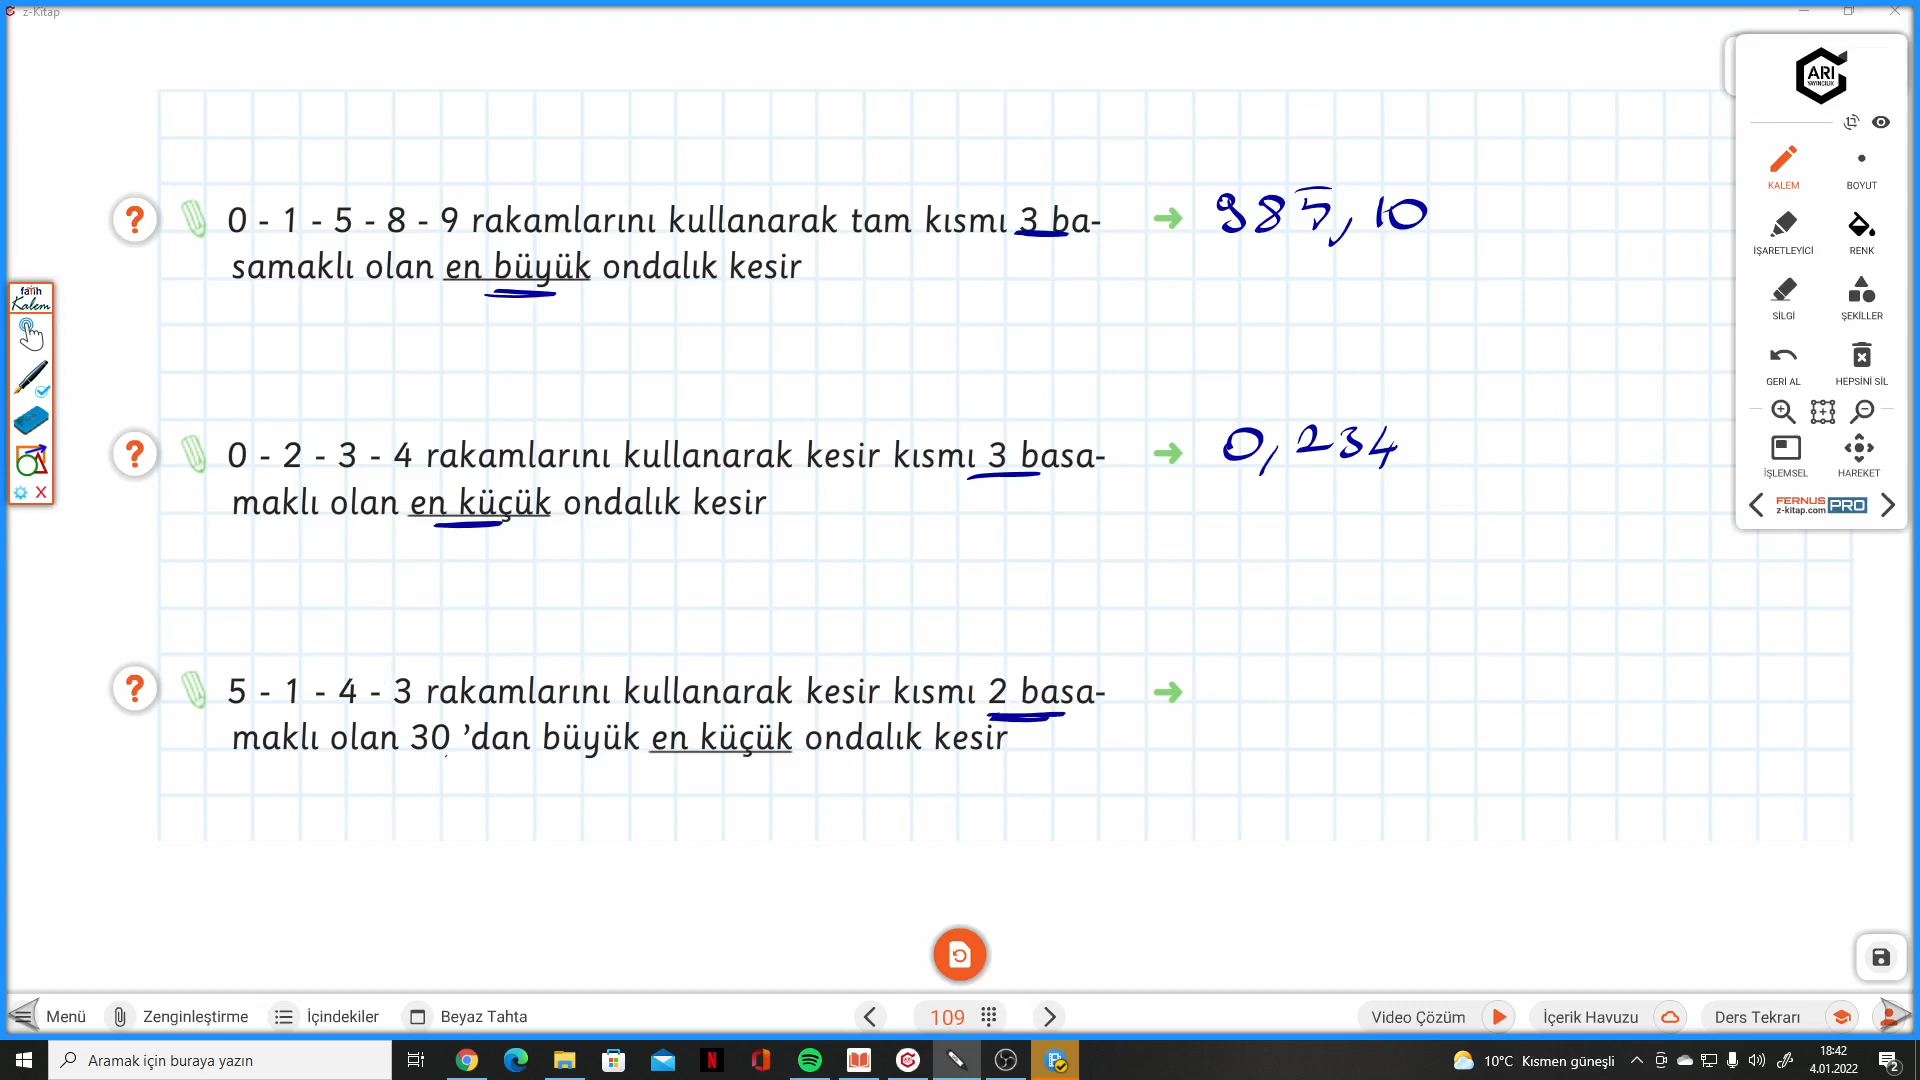 z-Kitap
ARI
YAYINCILIK
KALEM BOYUT
İŞARETLEYİCİ RENK
SİLGİ ŞEKİLLER
GERİ AL HEPSİNİ SİL
İŞLEMSEL HAREKET
FERNUS PRO
z-kitap.com
fatih
Kalem
0 - 1 - 5 - 8 - 9 rakamlarını kullanarak tam kısmı 3 ba-
samaklı olan en büyük ondalık kesir
985,10
0 - 2 - 3 - 4 rakamlarını kullanarak kesir kısmı 3 basa-
maklı olan en küçük ondalık kesir
0,234
5 - 1 - 4 - 3 rakamlarını kullanarak kesir kısmı 2 basa-
maklı olan 30 ’dan büyük en küçük ondalık kesir
Menü Zenginleştirme İçindekiler Beyaz Tahta 109 Video Çözüm İçerik Havuzu Ders Tekrarı
Aramak için buraya yazın
10°C Kısmen güneşli
18:42
4.01.2022
2